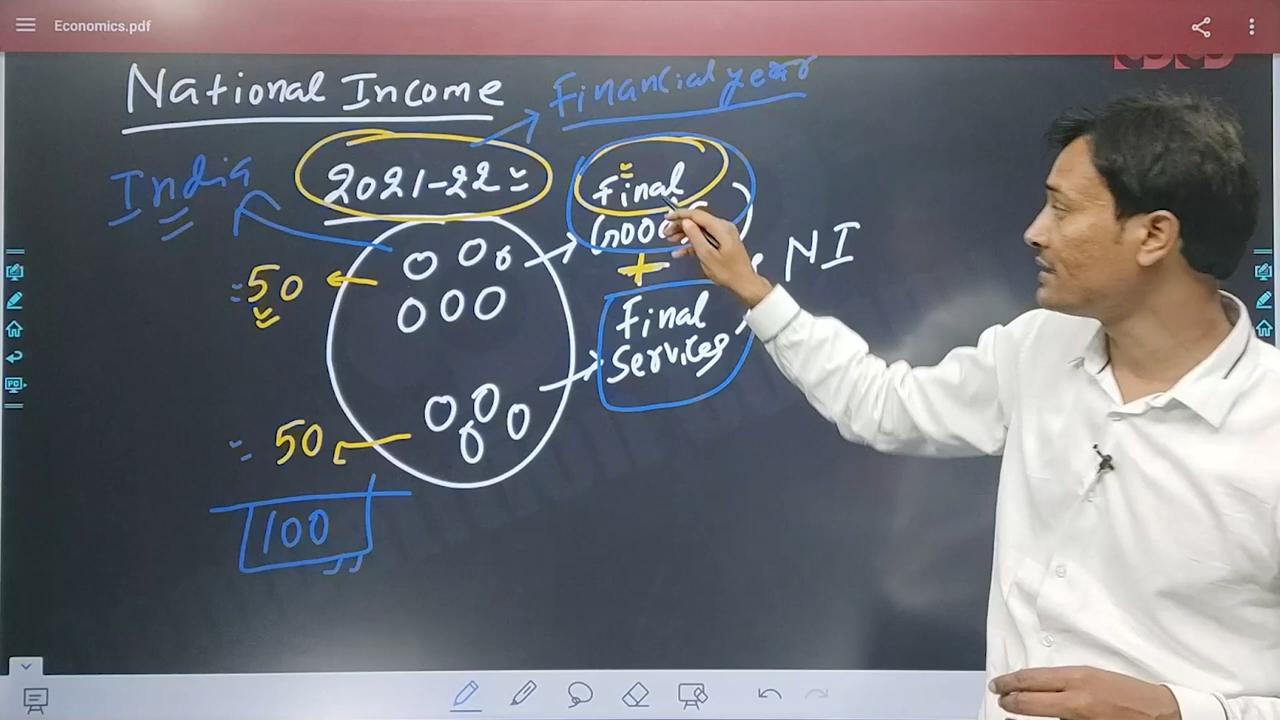 Economics.pdf
National Income
Financial year
India
2021-22
Final
Goods
+
Final
Services
NI
50
50
100